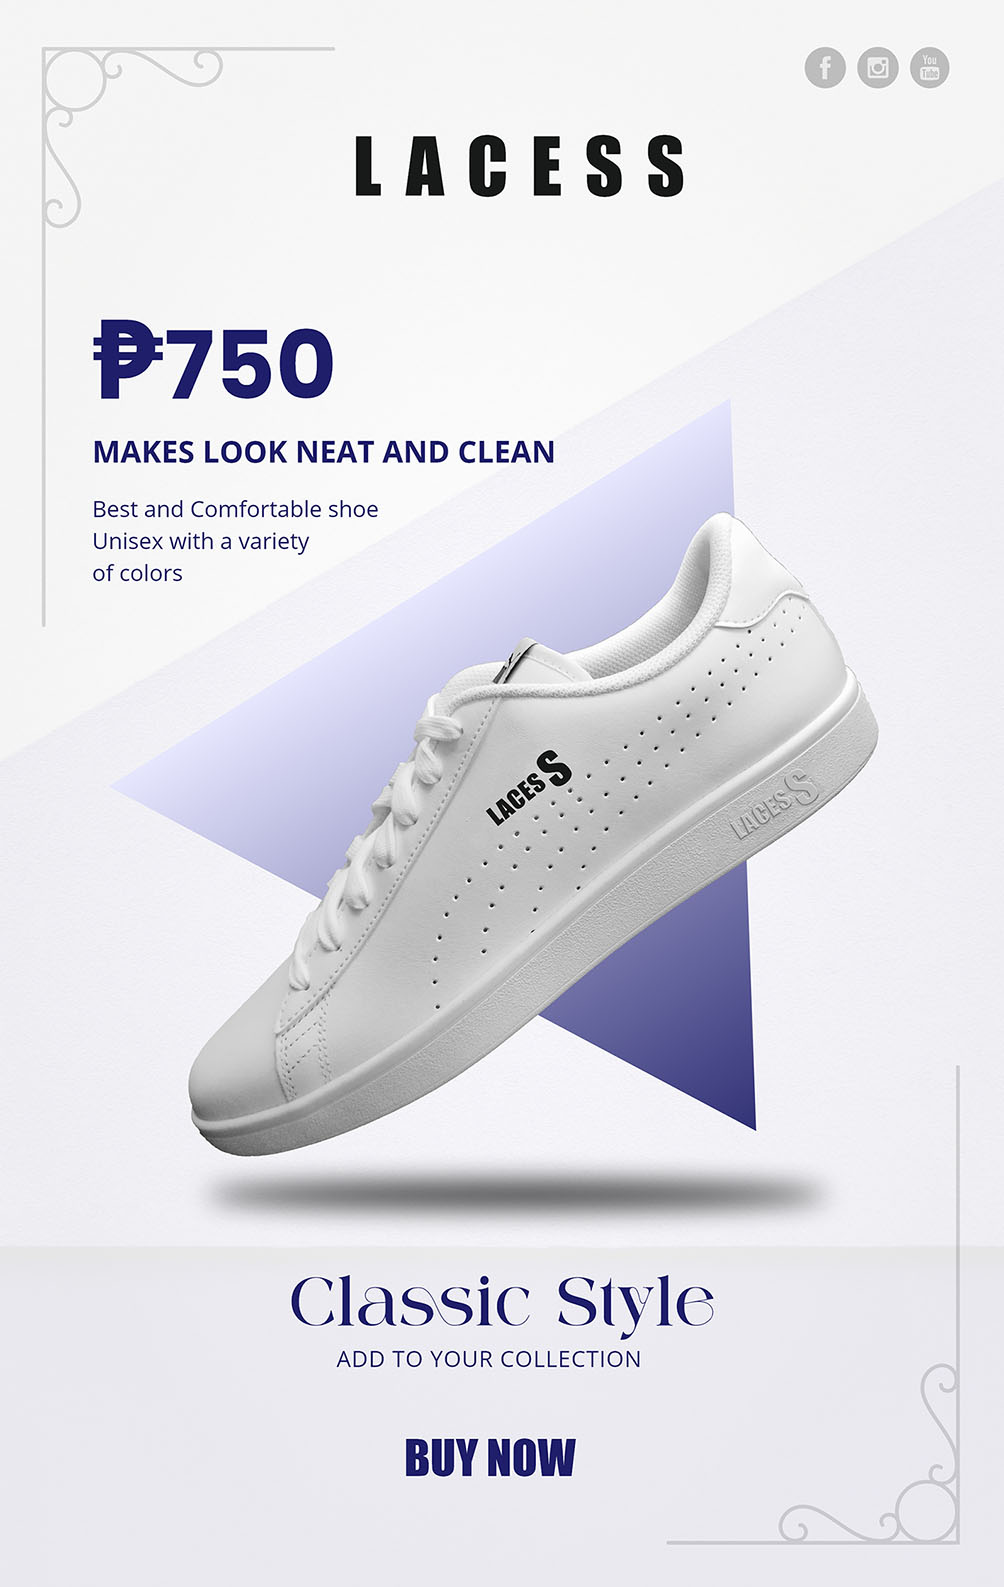 You
Tube
LACESS
₱750
MAKES LOOK NEAT AND CLEAN
Best and Comfortable shoe
Unisex with a variety
of colors
LACESS
LACESS
Classic Style
ADD TO YOUR COLLECTION
BUY NOW